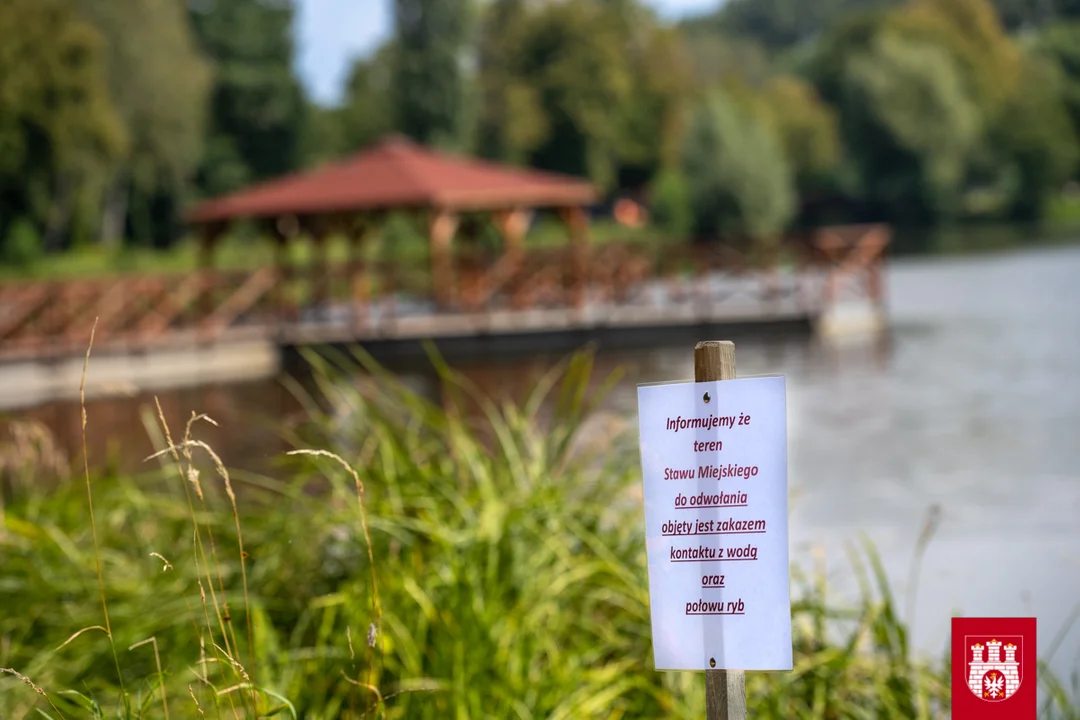 Informujemy że
teren
Stawu Miejskiego
do odwołania
objęty jest zakazem
kontaktu z wodą
oraz
połowu ryb